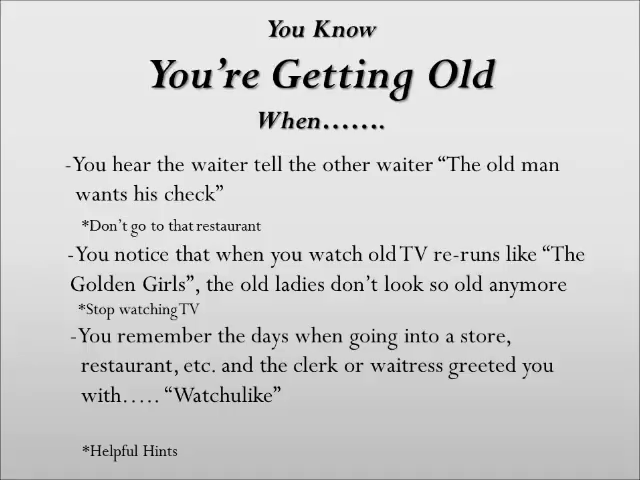 You Know
You’re Getting Old
When…….
-You hear the waiter tell the other waiter “The old man
wants his check”
*Don’t go to that restaurant
-You notice that when you watch old TV re-runs like “The
Golden Girls”, the old ladies don’t look so old anymore
*Stop watching TV
-You remember the days when going into a store,
restaurant, etc. and the clerk or waitress greeted you
with….. “Watchulike”
*Helpful Hints